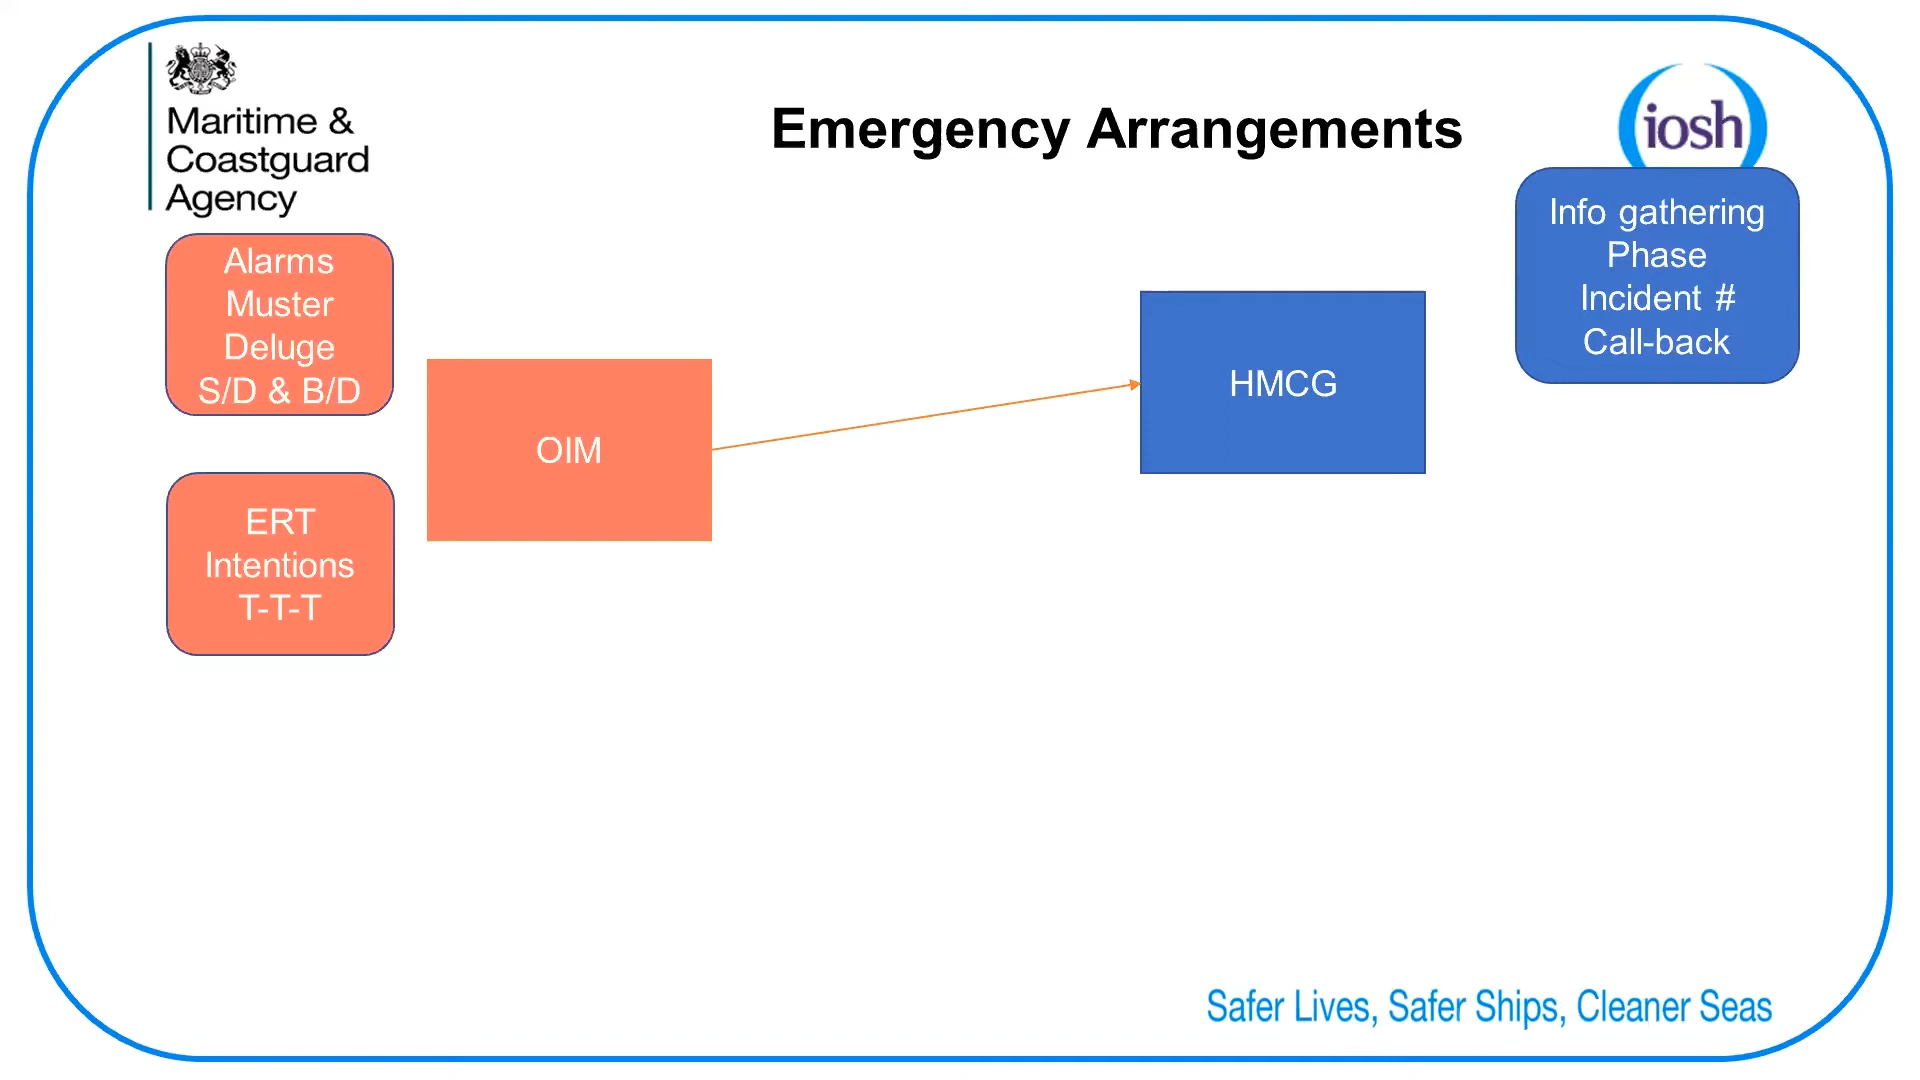 Maritime &
Coastguard
Agency
Emergency Arrangements
iosh
Alarms
Muster
Deluge
S/D & B/D
ERT
Intentions
T-T-T
OIM
HMCG
Info gathering
Phase
Incident #
Call-back
Safer Lives, Safer Ships, Cleaner Seas